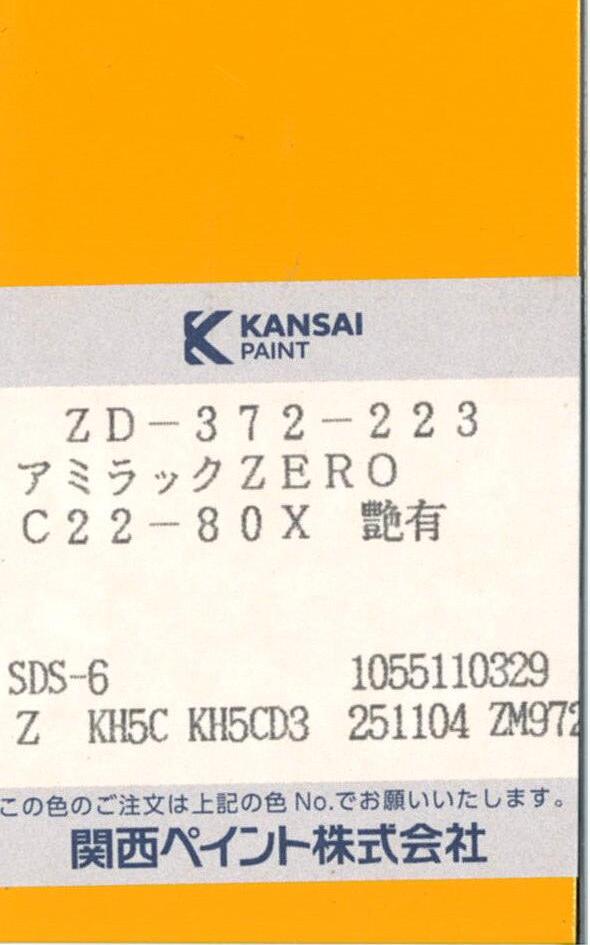 KANSAI
PAINT
ZD-372-223
アミラックZERO
C22-80X 艶有
SDS-6 1055110329
Z KH5C KH5CD3 251104 ZM972
この色のご注文は上記の色No.でお願いいたします。
関西ペイント株式会社